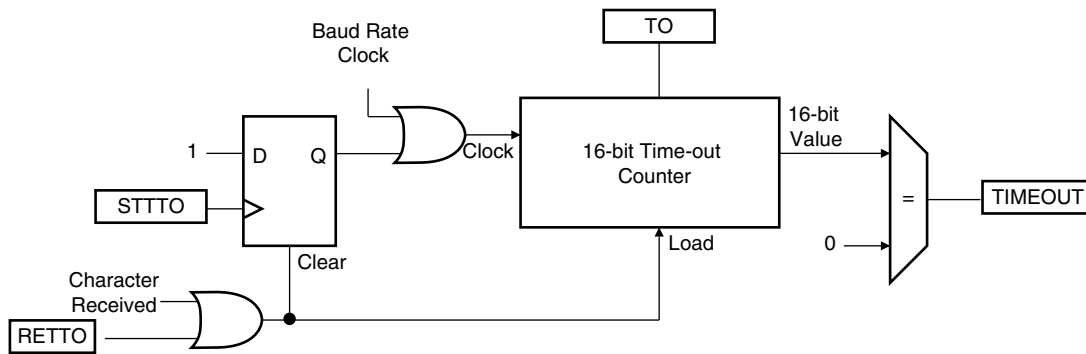 TO
Baud Rate
Clock
16-bit
Value
1
D
Q
Clock
16-bit Time-out
Counter
STTTO
=
TIMEOUT
Clear
Load
0
Character
Received
RETTO